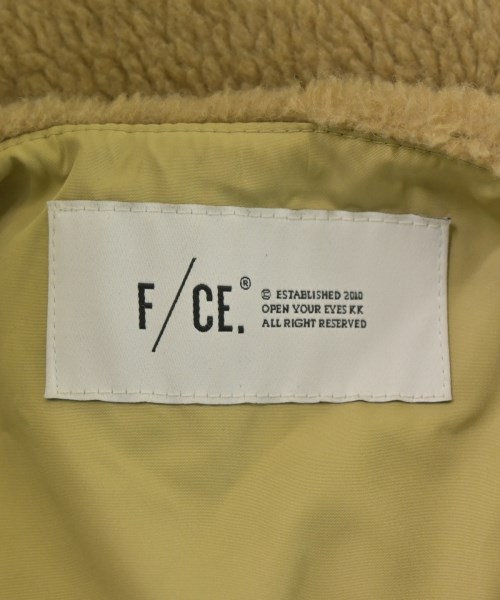 F/CE.®
© ESTABLISHED 2010
OPEN YOUR EYES KK
ALL RIGHT RESERVED